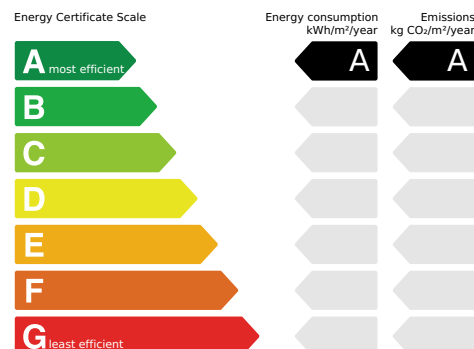 Energy Certificate Scale
Energy consumption
kWh/m²/year
Emissions
kg CO₂/m²/year
A most efficient
A
A
B
C
D
E
F
G least efficient